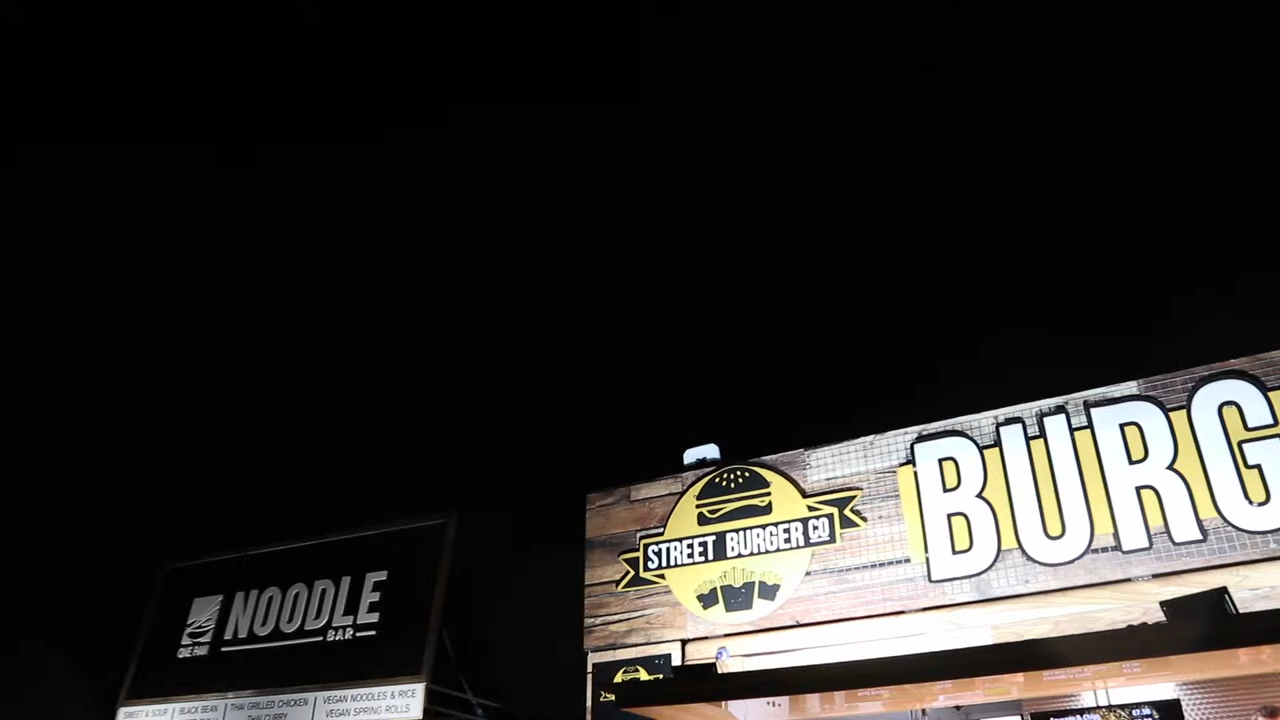 NOODLE
BAR
SWEET & SOUR
BLACK BEAN
THAI GRILLED CHICKEN
THAI CURRY
VEGAN NOODLES & RICE
VEGAN SPRING ROLLS
STREET BURGER CO
BURG